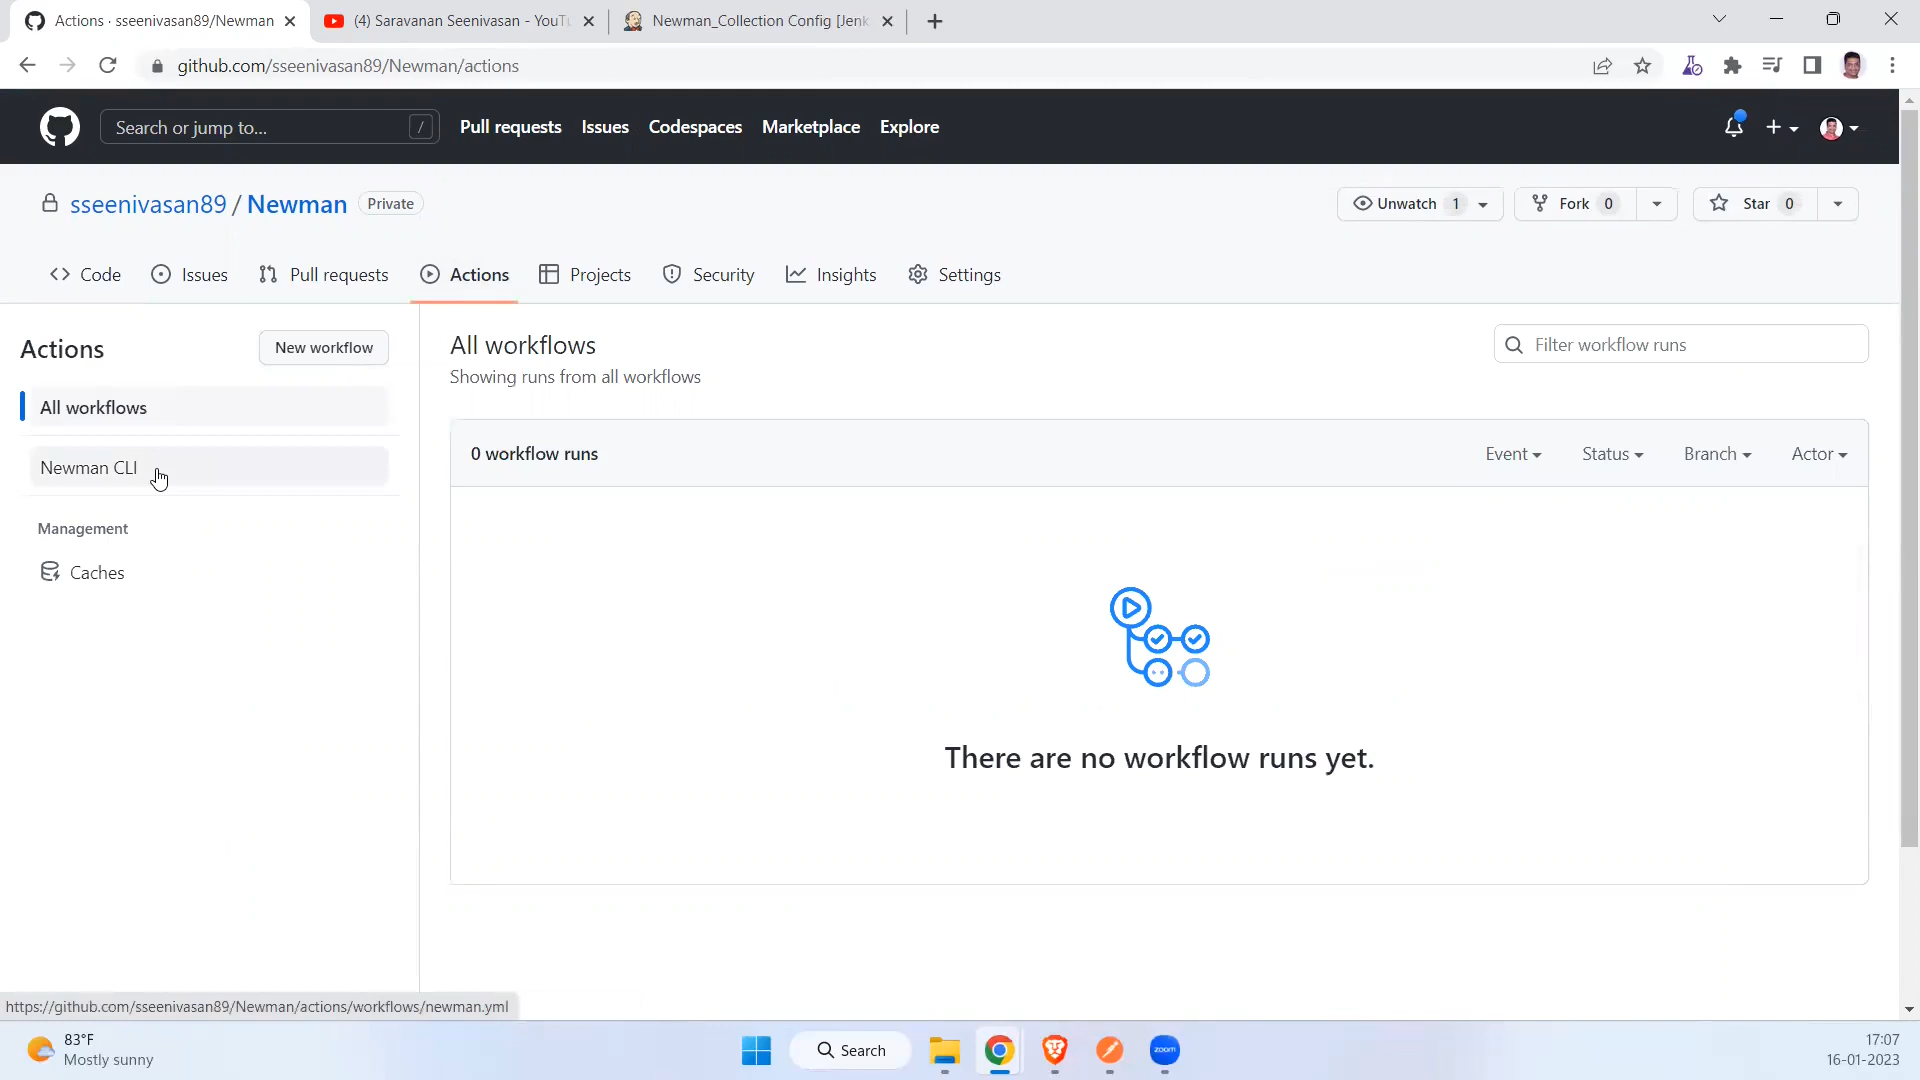 Actions · sseenivasan89/Newman
(4) Saravanan Seenivasan - YouTu
Newman_Collection Config [Jenk
github.com/sseenivasan89/Newman/actions
Search or jump to...
/
Pull requests
Issues
Codespaces
Marketplace
Explore
sseenivasan89 / Newman
Private
Unwatch 1
Fork 0
Star 0
Code
Issues
Pull requests
Actions
Projects
Security
Insights
Settings
Actions
New workflow
All workflows
Newman CLI
Management
Caches
All workflows
Showing runs from all workflows
Filter workflow runs
0 workflow runs
Event
Status
Branch
Actor
There are no workflow runs yet.
https://github.com/sseenivasan89/Newman/actions/workflows/newman.yml
83°F
Mostly sunny
Search
zoom
17:07
16-01-2023